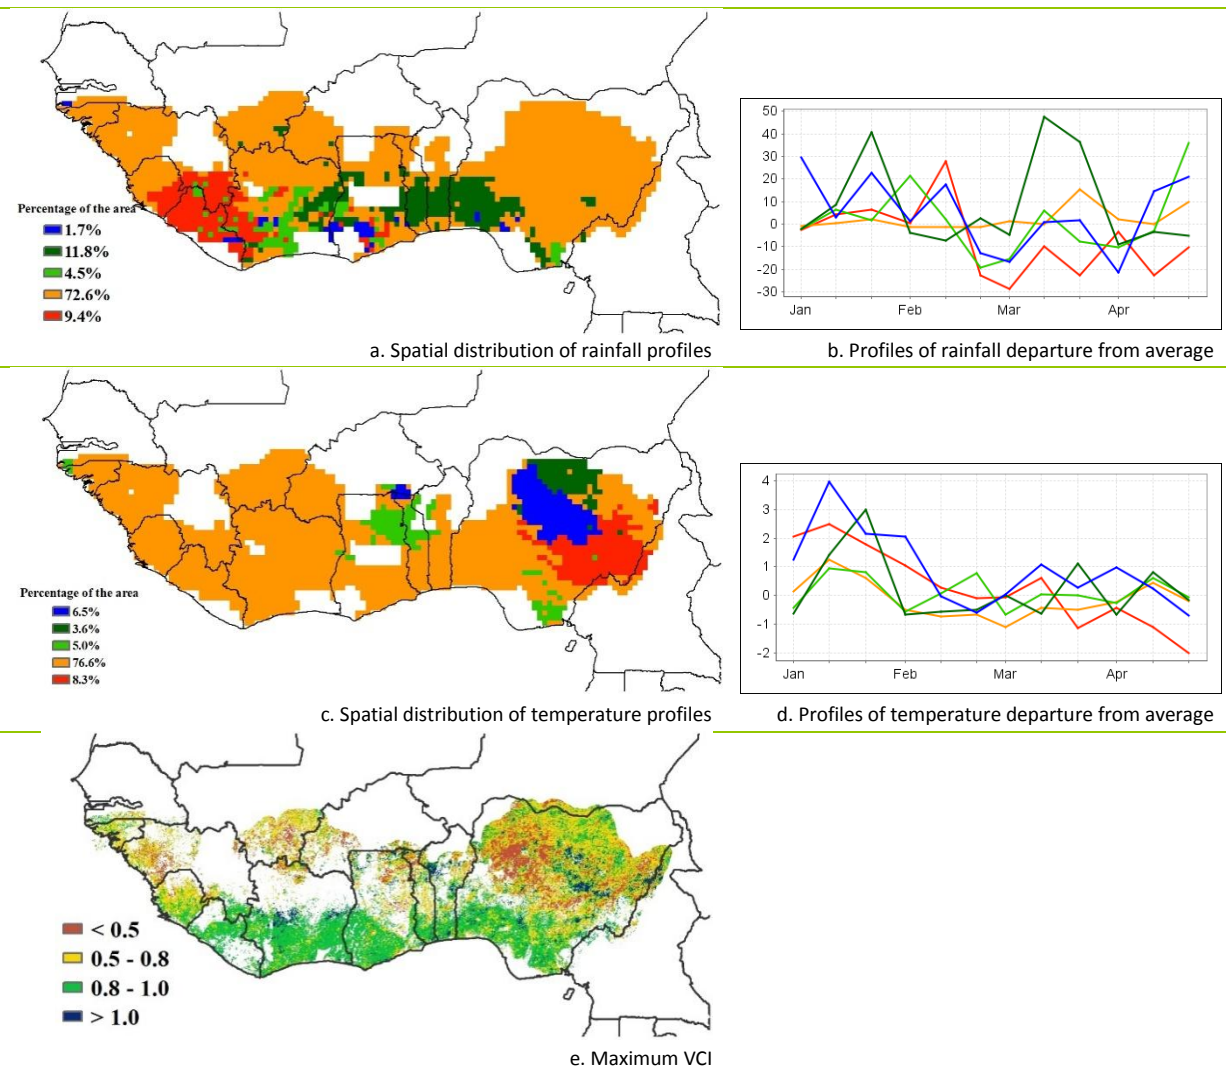 Percentage of the area
1.7%
11.8%
4.5%
72.6%
9.4%
a. Spatial distribution of rainfall profiles
50
40
30
20
10
0
-10
-20
-30
Jan Feb Mar Apr
b. Profiles of rainfall departure from average
Percentage of the area
6.5%
3.6%
5.0%
76.6%
8.3%
c. Spatial distribution of temperature profiles
4
3
2
1
0
-1
-2
Jan Feb Mar Apr
d. Profiles of temperature departure from average
< 0.5
0.5 - 0.8
0.8 - 1.0
> 1.0
e. Maximum VCI